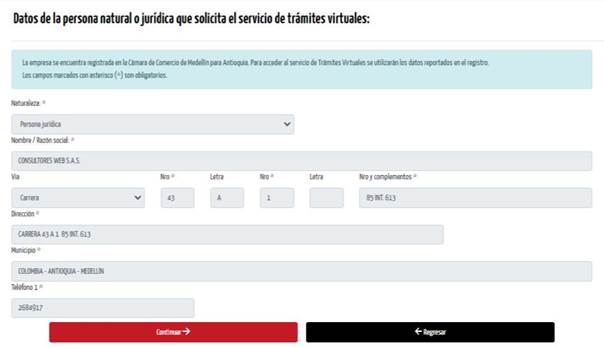 Datos de la persona natural o jurídica que solicita el servicio de trámites virtuales:
La empresa se encuentra registrada en la Cámara de Comercio de Medellín para Antioquia. Para acceder al servicio de Trámites Virtuales se utilizarán los datos reportados en el registro.
Los campos marcados con asterisco (*) son obligatorios.
Naturaleza: *
Persona jurídica
Nombre / Razón social: *
CONSULTORES WEB S.A.S.
Vía Nro * Letra Nro * Letra Nro y complementos *
Carrera 43 A 1 85 INT. 613
Dirección *
CARRERA 43 A 1 85 INT. 613
Municipio *
COLOMBIA - ANTIOQUIA - MEDELLÍN
Teléfono 1 *
2684917
Continuar → ← Regresar